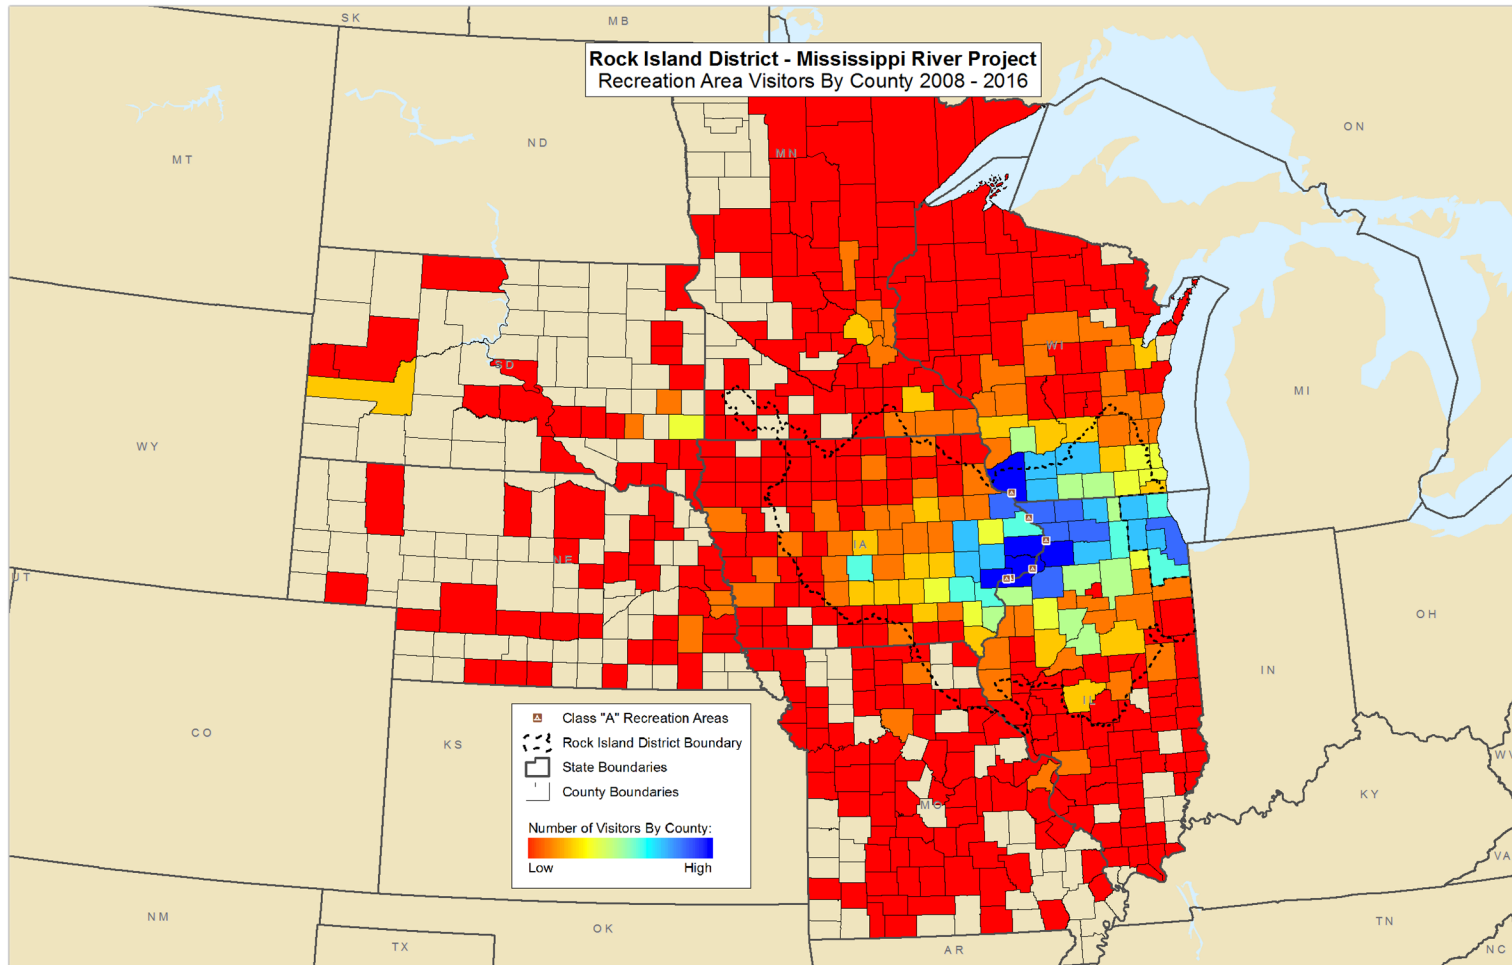 SK
MB
Rock Island District - Mississippi River Project
Recreation Area Visitors By County 2008 - 2016
ON
ND
MN
MT
WI
SD
MI
WY
IA
NE
UT
OH
IN
IL
CO
KS
Class "A" Recreation Areas
Rock Island District Boundary
State Boundaries
County Boundaries
Number of Visitors By County:
Low High
WV
KY
MO
VA
NM
OK
TX
AR
TN
NC